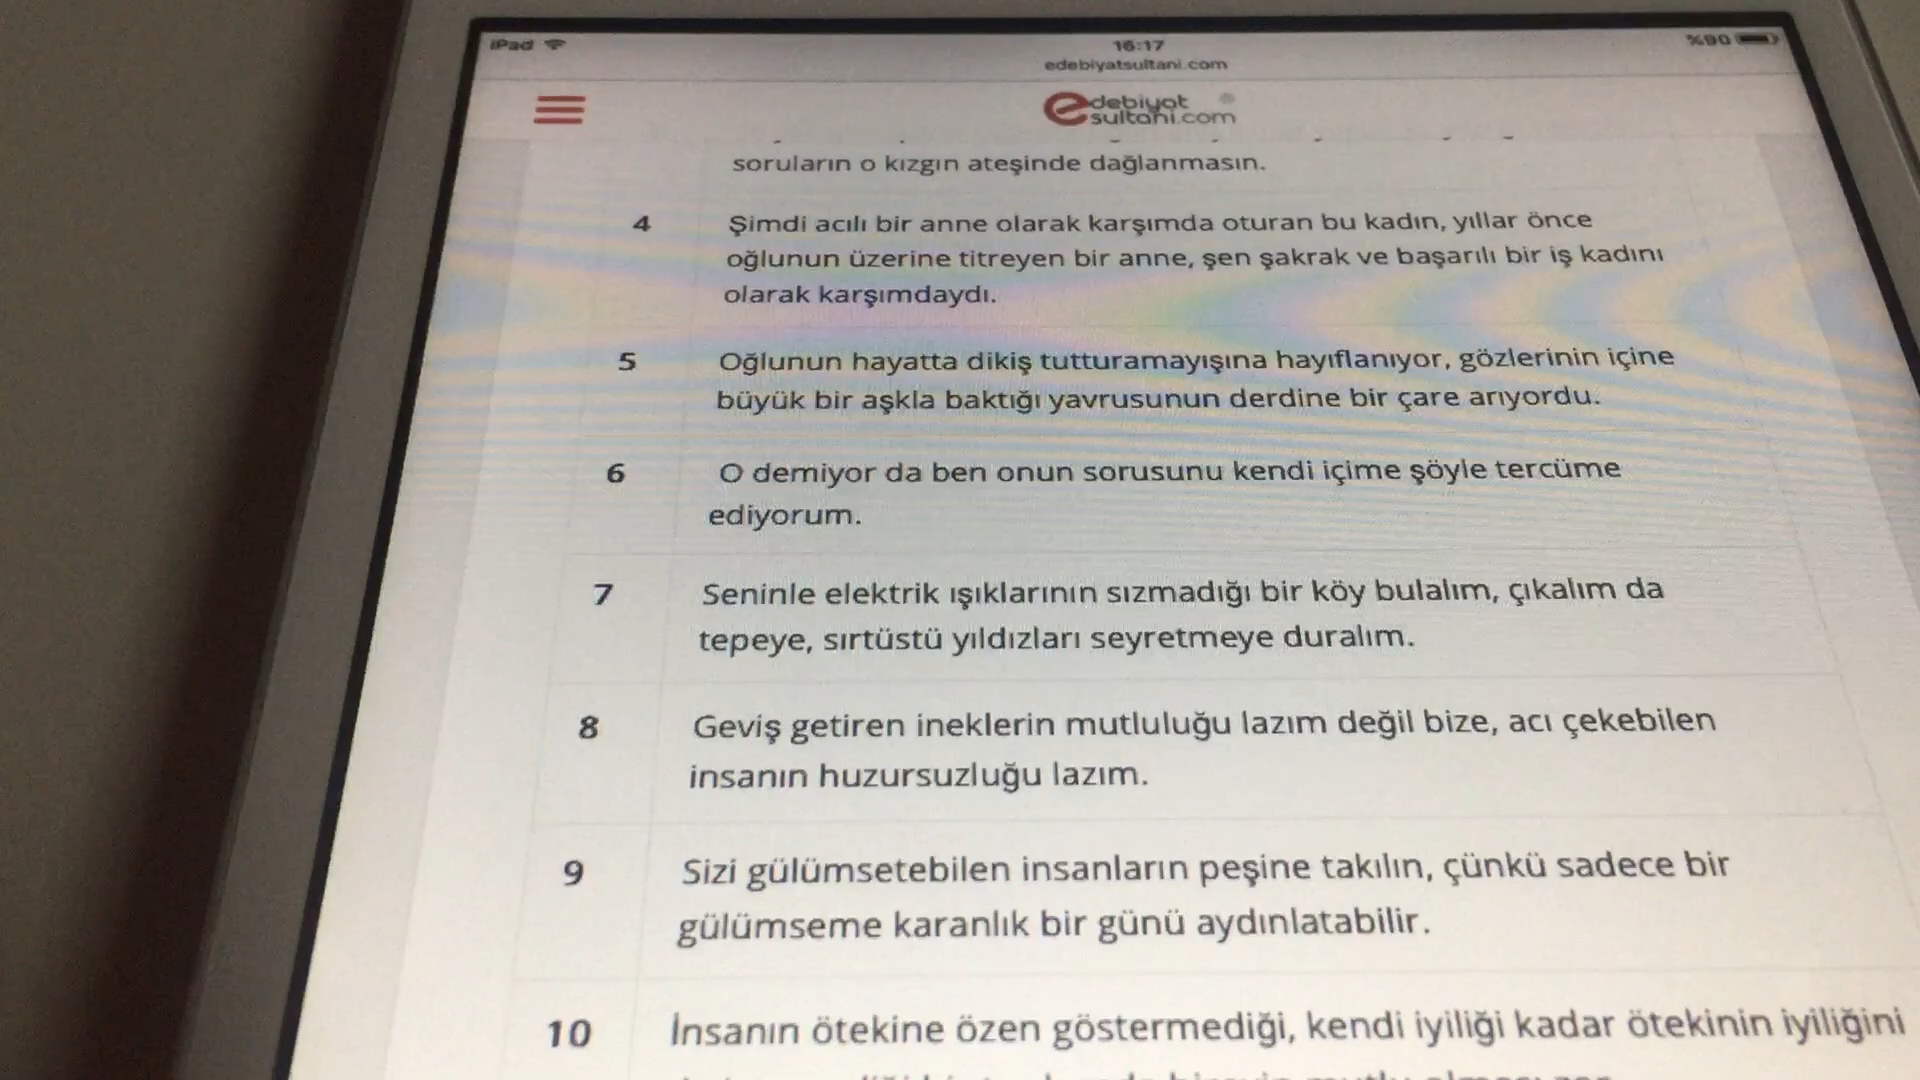 iPad
16:17
%90
edebiyatsultani.com
edebiyat
sultani.com
soruların o kızgın ateşinde dağlanmasın.
4 Şimdi acılı bir anne olarak karşımda oturan bu kadın, yıllar önce
oğlunun üzerine titreyen bir anne, şen şakrak ve başarılı bir iş kadını
olarak karşımdaydı.
5 Oğlunun hayatta dikiş tutturamayışına hayıflanıyor, gözlerinin içine
büyük bir aşkla baktığı yavrusunun derdine bir çare arıyordu.
6 O demiyor da ben onun sorusunu kendi içime şöyle tercüme
ediyorum.
7 Seninle elektrik ışıklarının sızmadığı bir köy bulalım, çıkalım da
tepeye, sırtüstü yıldızları seyretmeye duralım.
8 Geviş getiren ineklerin mutluluğu lazım değil bize, acı çekebilen
insanın huzursuzluğu lazım.
9 Sizi gülümsetebilen insanların peşine takılın, çünkü sadece bir
gülümseme karanlık bir günü aydınlatabilir.
10 İnsanın ötekine özen göstermediği, kendi iyiliği kadar ötekinin iyiliğini